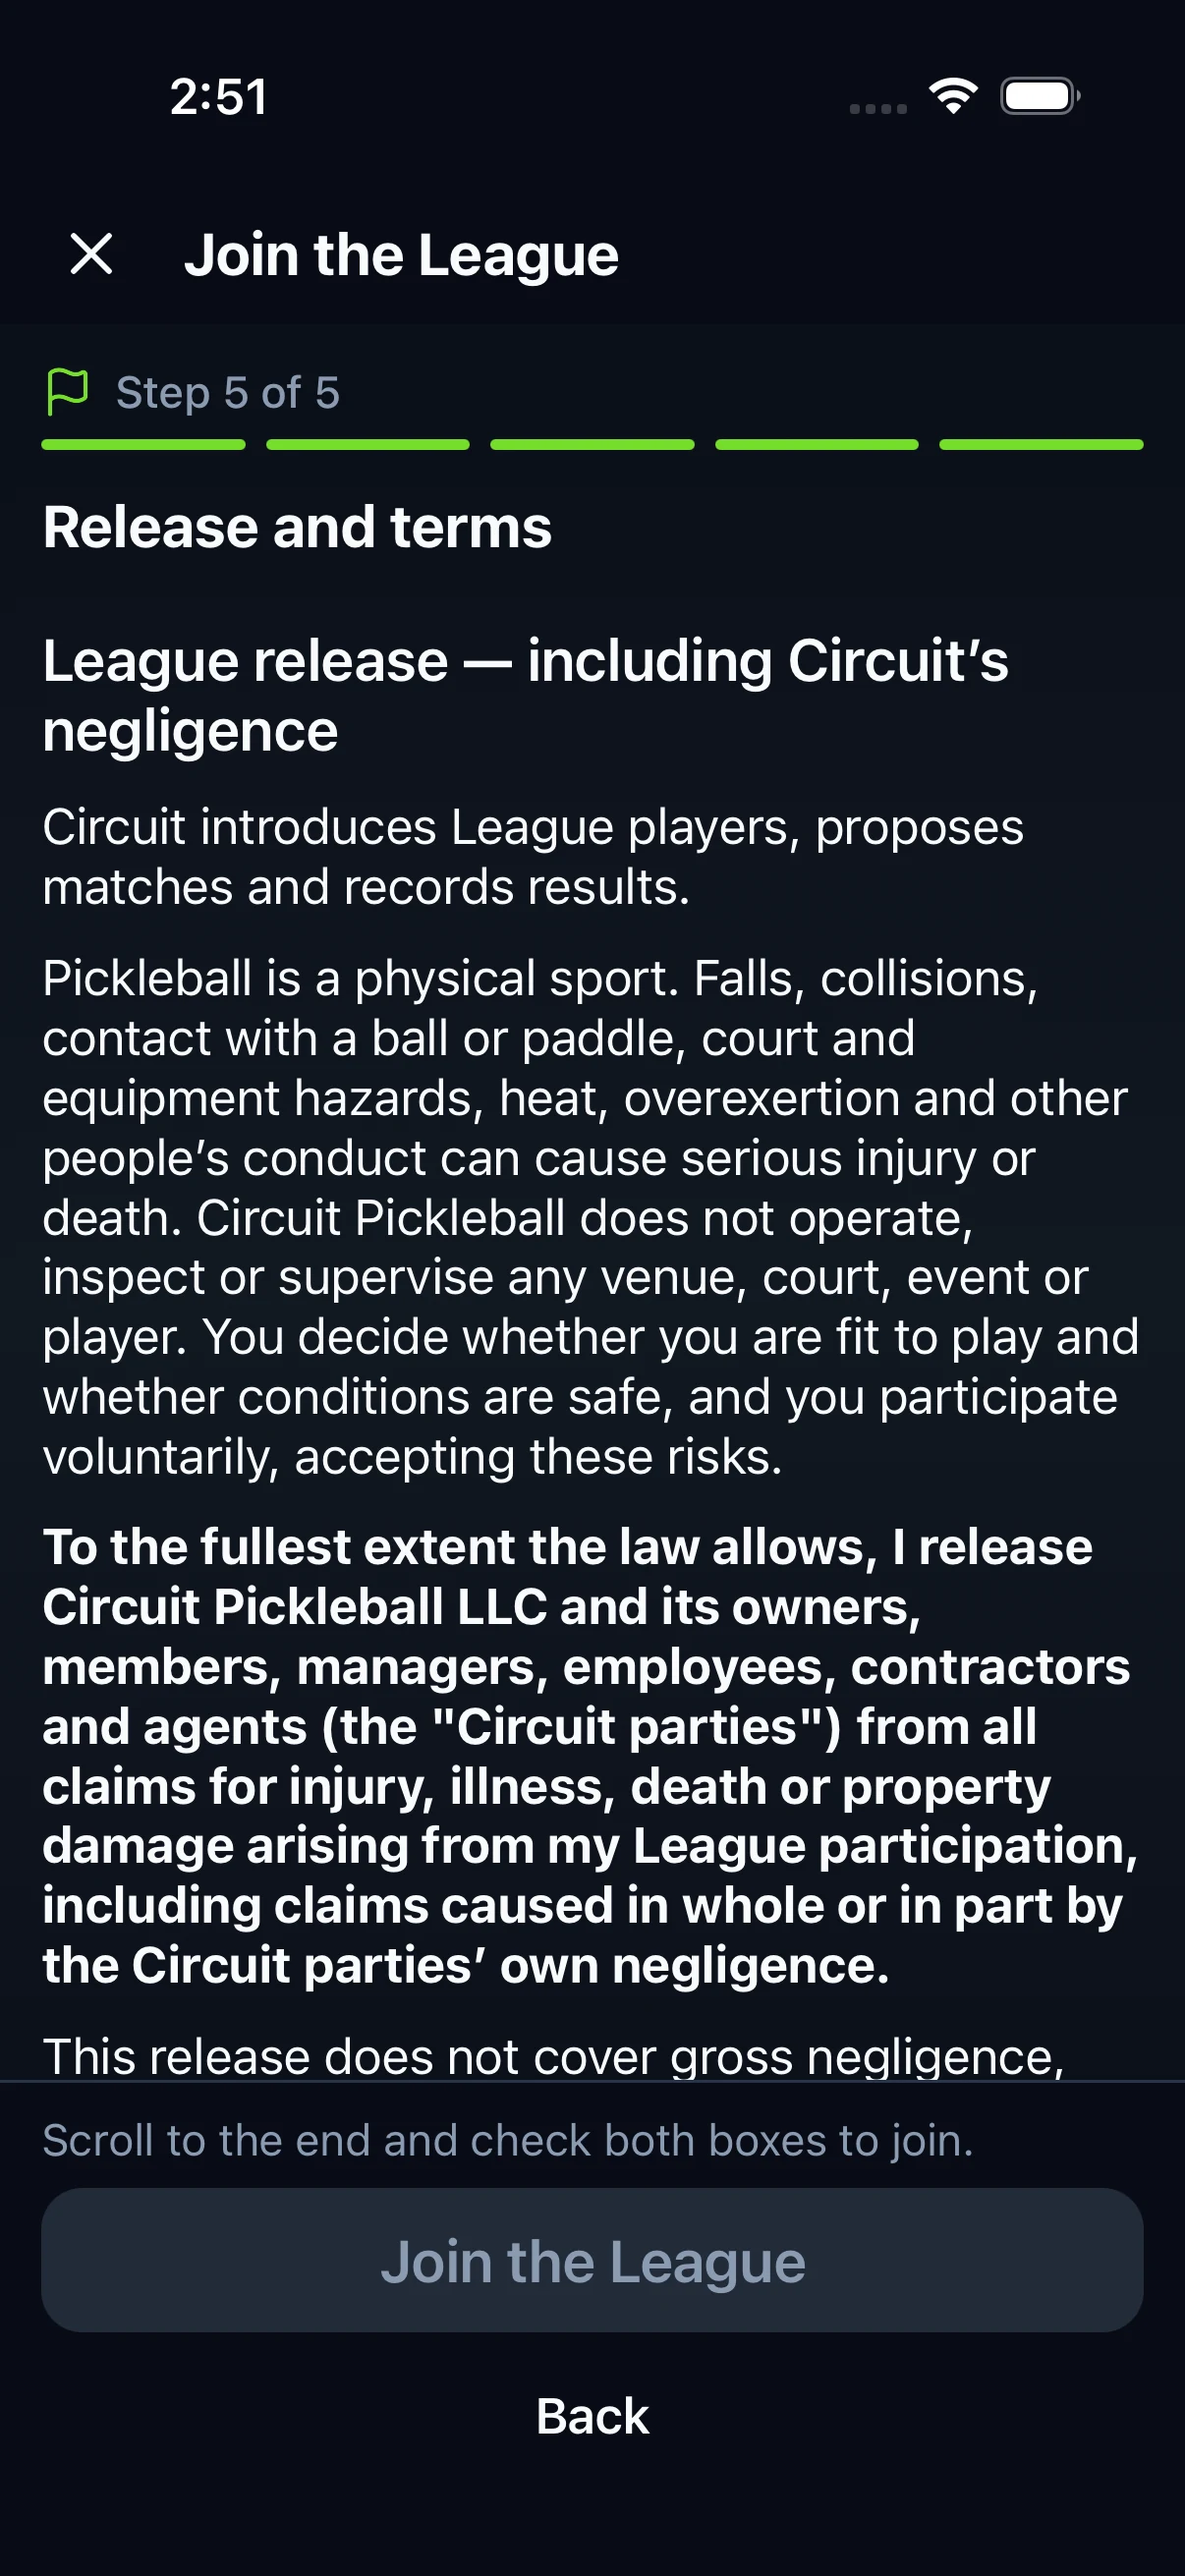 2:51
Join the League
Step 5 of 5
Release and terms
League release — including Circuit’s
negligence
Circuit introduces League players, proposes
matches and records results.
Pickleball is a physical sport. Falls, collisions,
contact with a ball or paddle, court and
equipment hazards, heat, overexertion and other
people’s conduct can cause serious injury or
death. Circuit Pickleball does not operate,
inspect or supervise any venue, court, event or
player. You decide whether you are fit to play and
whether conditions are safe, and you participate
voluntarily, accepting these risks.
To the fullest extent the law allows, I release
Circuit Pickleball LLC and its owners,
members, managers, employees, contractors
and agents (the "Circuit parties") from all
claims for injury, illness, death or property
damage arising from my League participation,
including claims caused in whole or in part by
the Circuit parties’ own negligence.
This release does not cover gross negligence,
Scroll to the end and check both boxes to join.
Join the League
Back